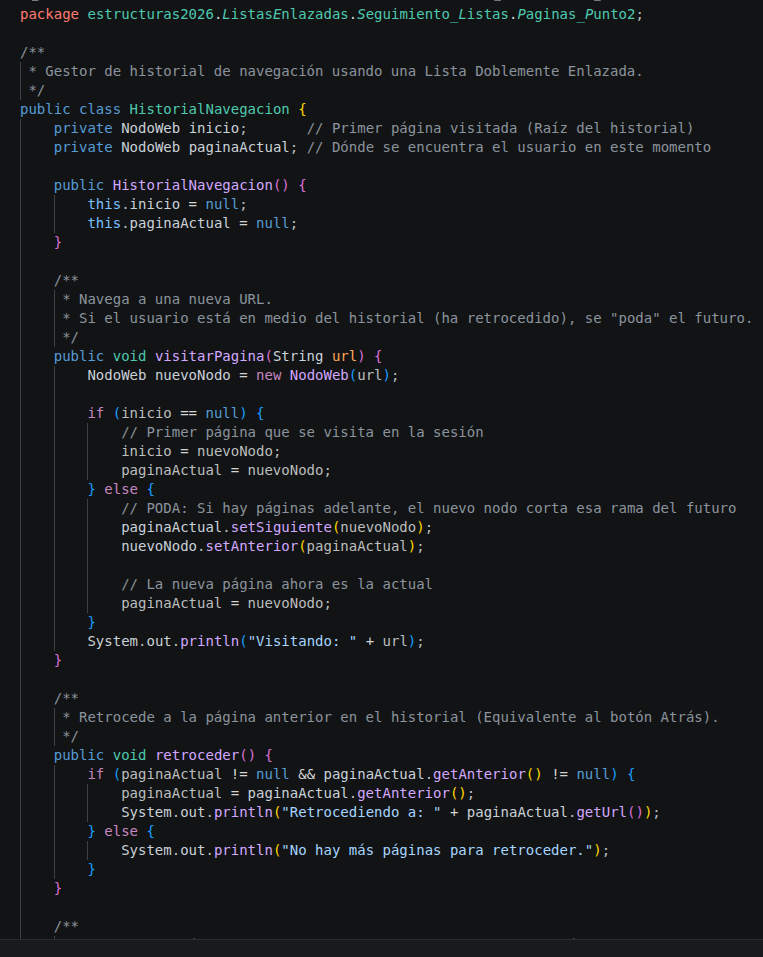 package estructuras2026.ListasEnlazadas.Seguimiento_Listas.Paginas_Punto2;
/**
 * Gestor de historial de navegación usando una Lista Doblemente Enlazada.
 */
public class HistorialNavegacion {
    private NodoWeb inicio;       // Primer página visitada (Raíz del historial)
    private NodoWeb paginaActual; // Dónde se encuentra el usuario en este momento
    public HistorialNavegacion() {
        this.inicio = null;
        this.paginaActual = null;
    }
    /**
     * Navega a una nueva URL.
     * Si el usuario está en medio del historial (ha retrocedido), se "poda" el futuro.
     */
    public void visitarPagina(String url) {
        NodoWeb nuevoNodo = new NodoWeb(url);
        if (inicio == null) {
            // Primer página que se visita en la sesión
            inicio = nuevoNodo;
            paginaActual = nuevoNodo;
        } else {
            // PODA: Si hay páginas adelante, el nuevo nodo corta esa rama del futuro
            paginaActual.setSiguiente(nuevoNodo);
            nuevoNodo.setAnterior(paginaActual);
            // La nueva página ahora es la actual
            paginaActual = nuevoNodo;
        }
        System.out.println("Visitando: " + url);
    }
    /**
     * Retrocede a la página anterior en el historial (Equivalente al botón Atrás).
     */
    public void retroceder() {
        if (paginaActual != null && paginaActual.getAnterior() != null) {
            paginaActual = paginaActual.getAnterior();
            System.out.println("Retrocediendo a: " + paginaActual.getUrl());
        } else {
            System.out.println("No hay más páginas para retroceder.");
        }
    }
    /**